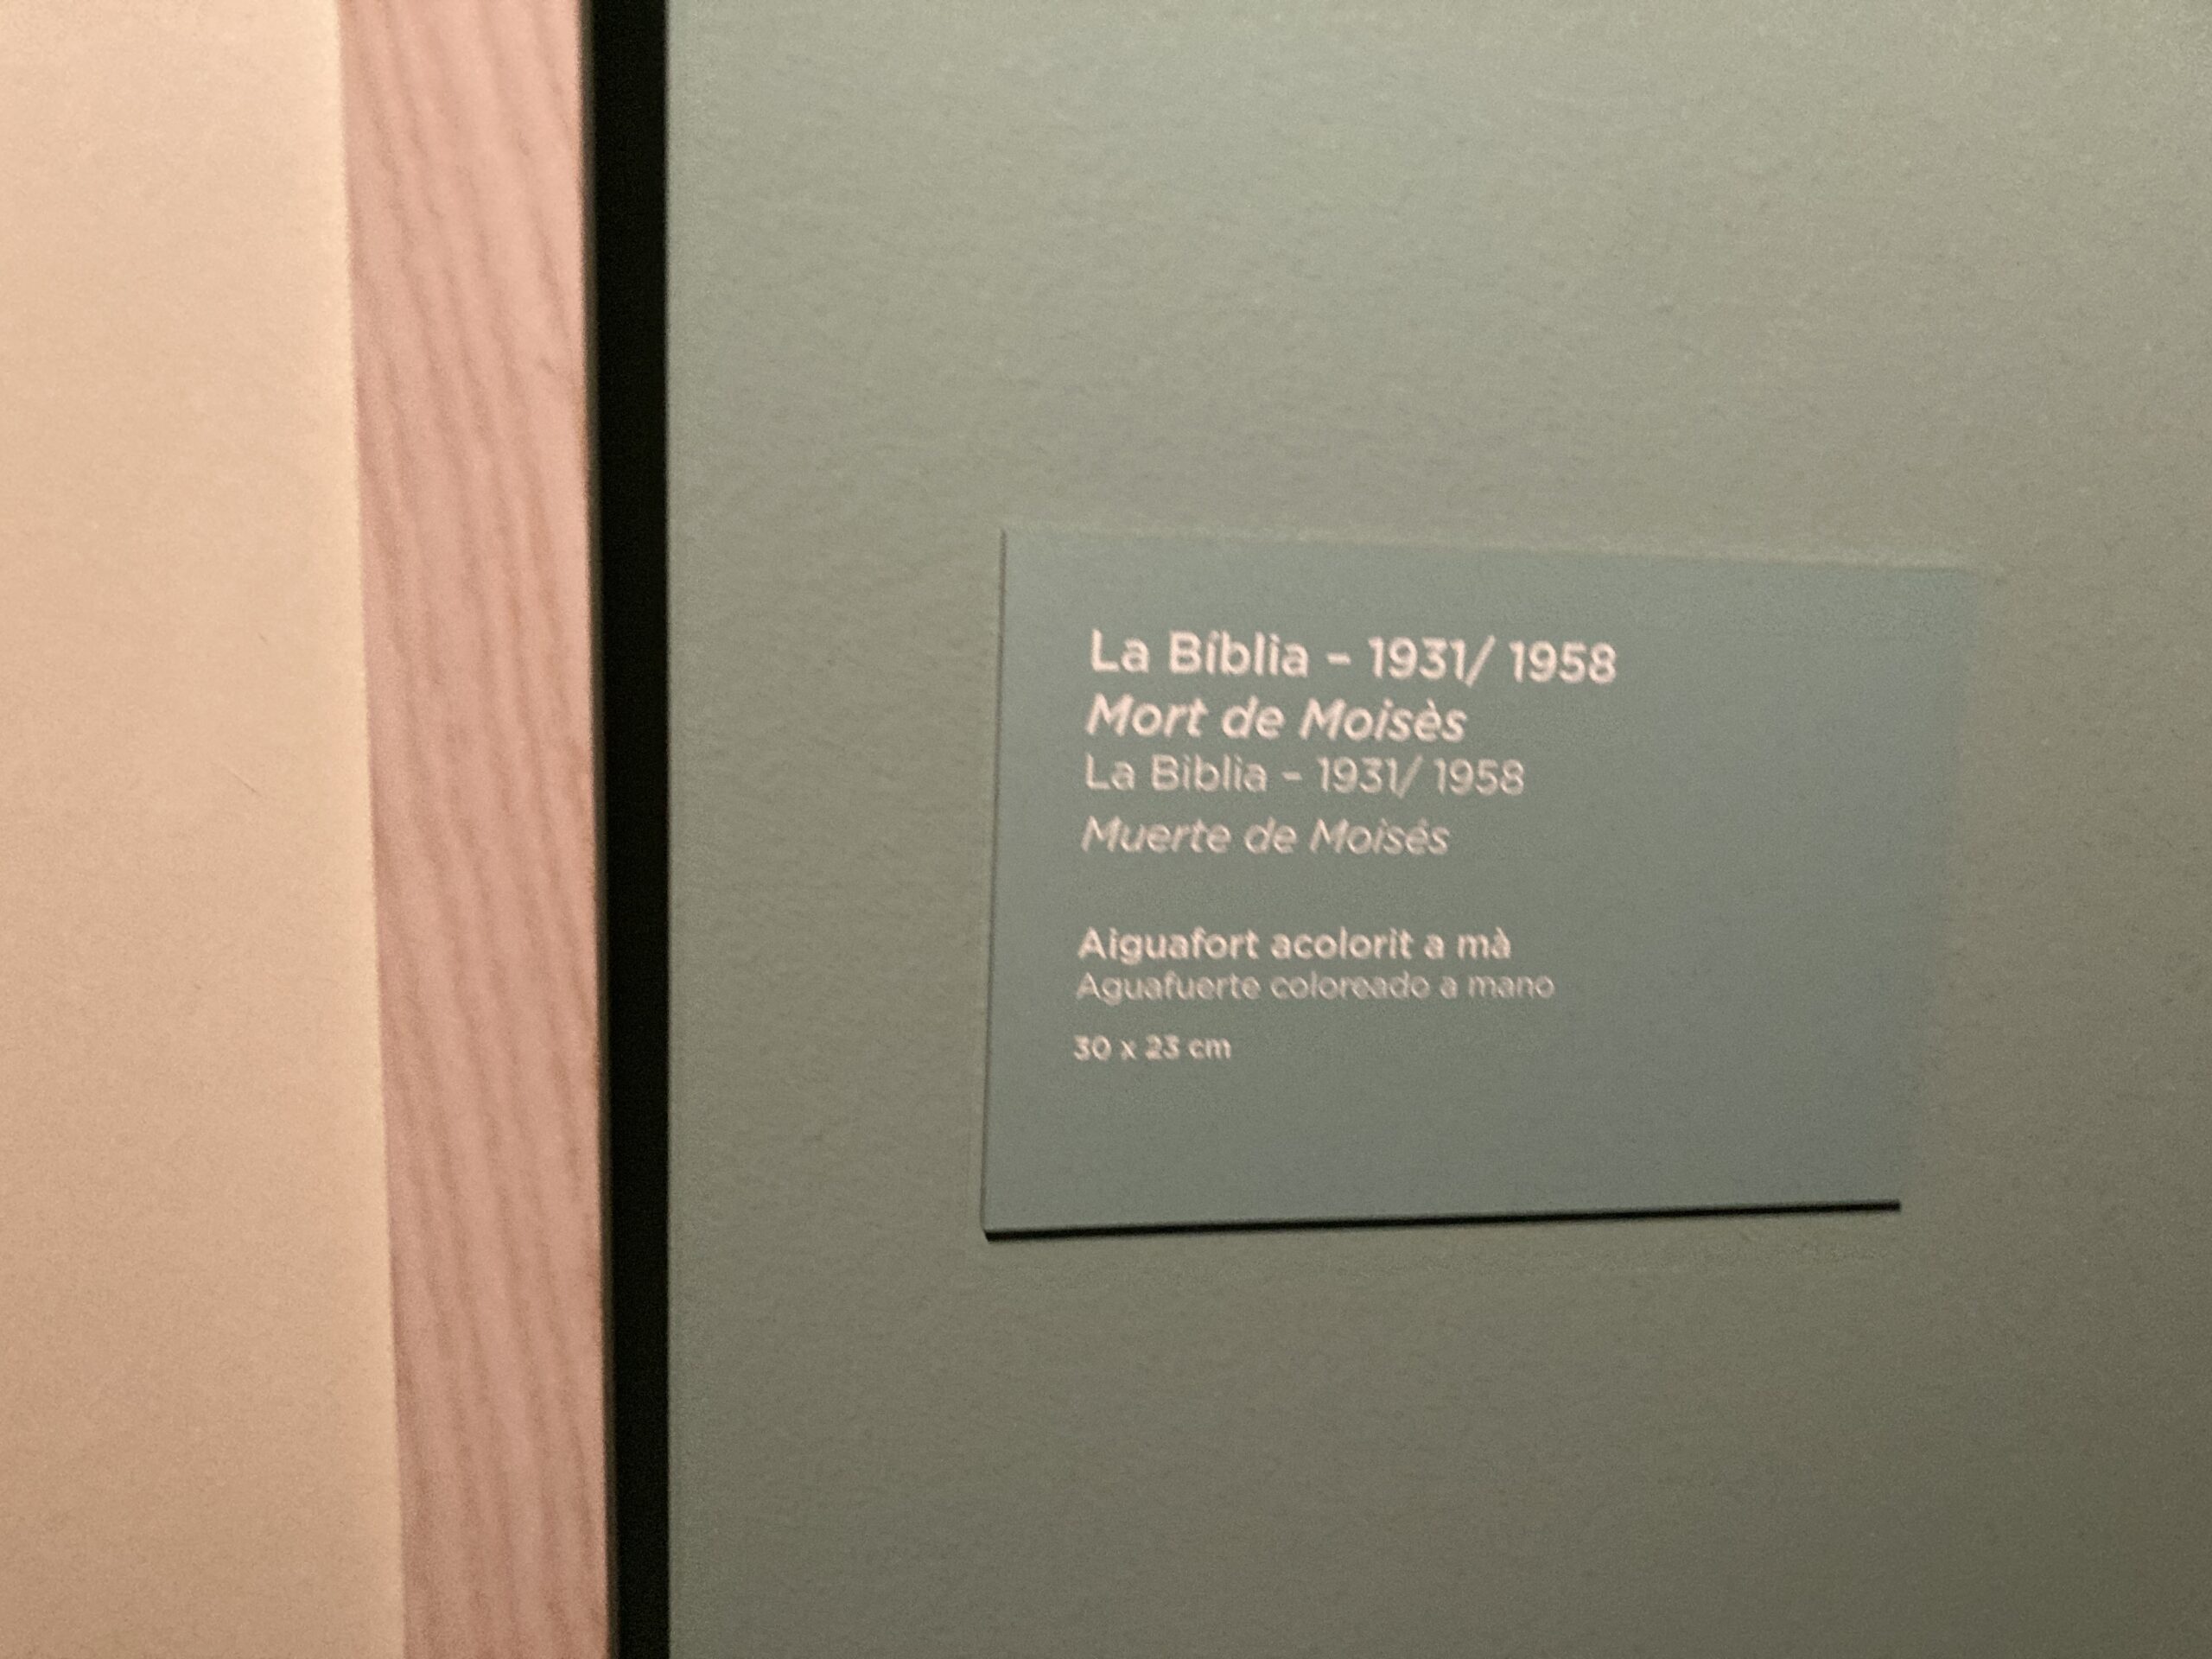 La Bíblia – 1931/ 1958
Mort de Moisès
La Biblia – 1931/ 1958
Muerte de Moisés
Aiguafort acolorit a mà
Aguafuerte coloreado a mano
30 x 23 cm